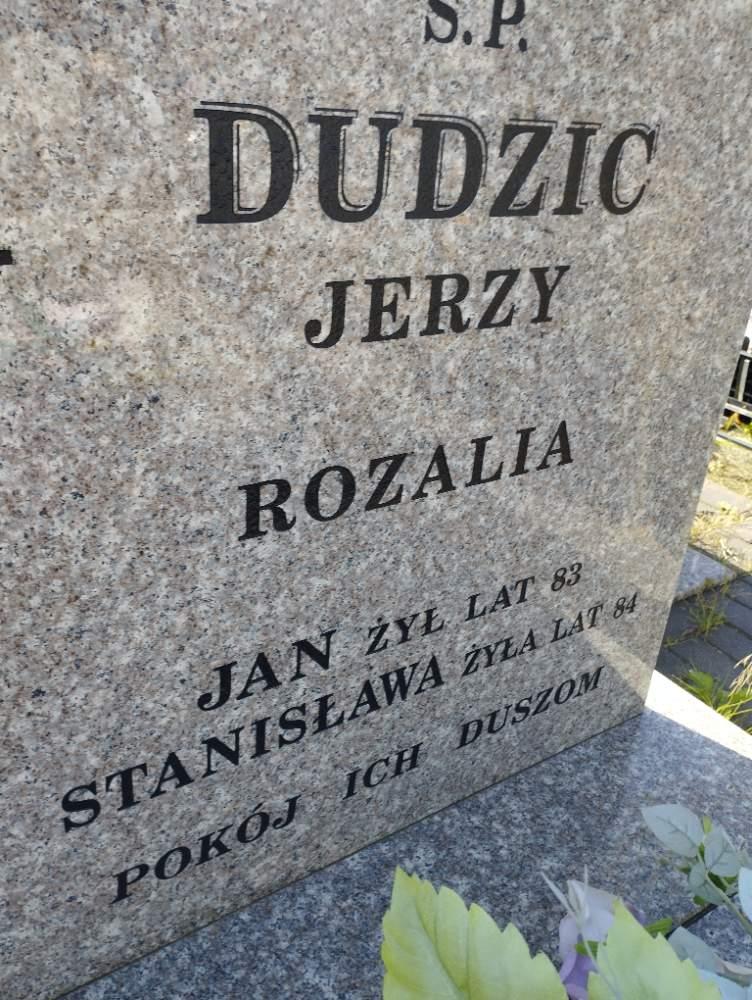 Ś.P.
DUDZIC
JERZY
ROZALIA
JAN ŻYŁ LAT 83
STANISŁAWA ŻYŁA LAT 84
POKÓJ ICH DUSZOM